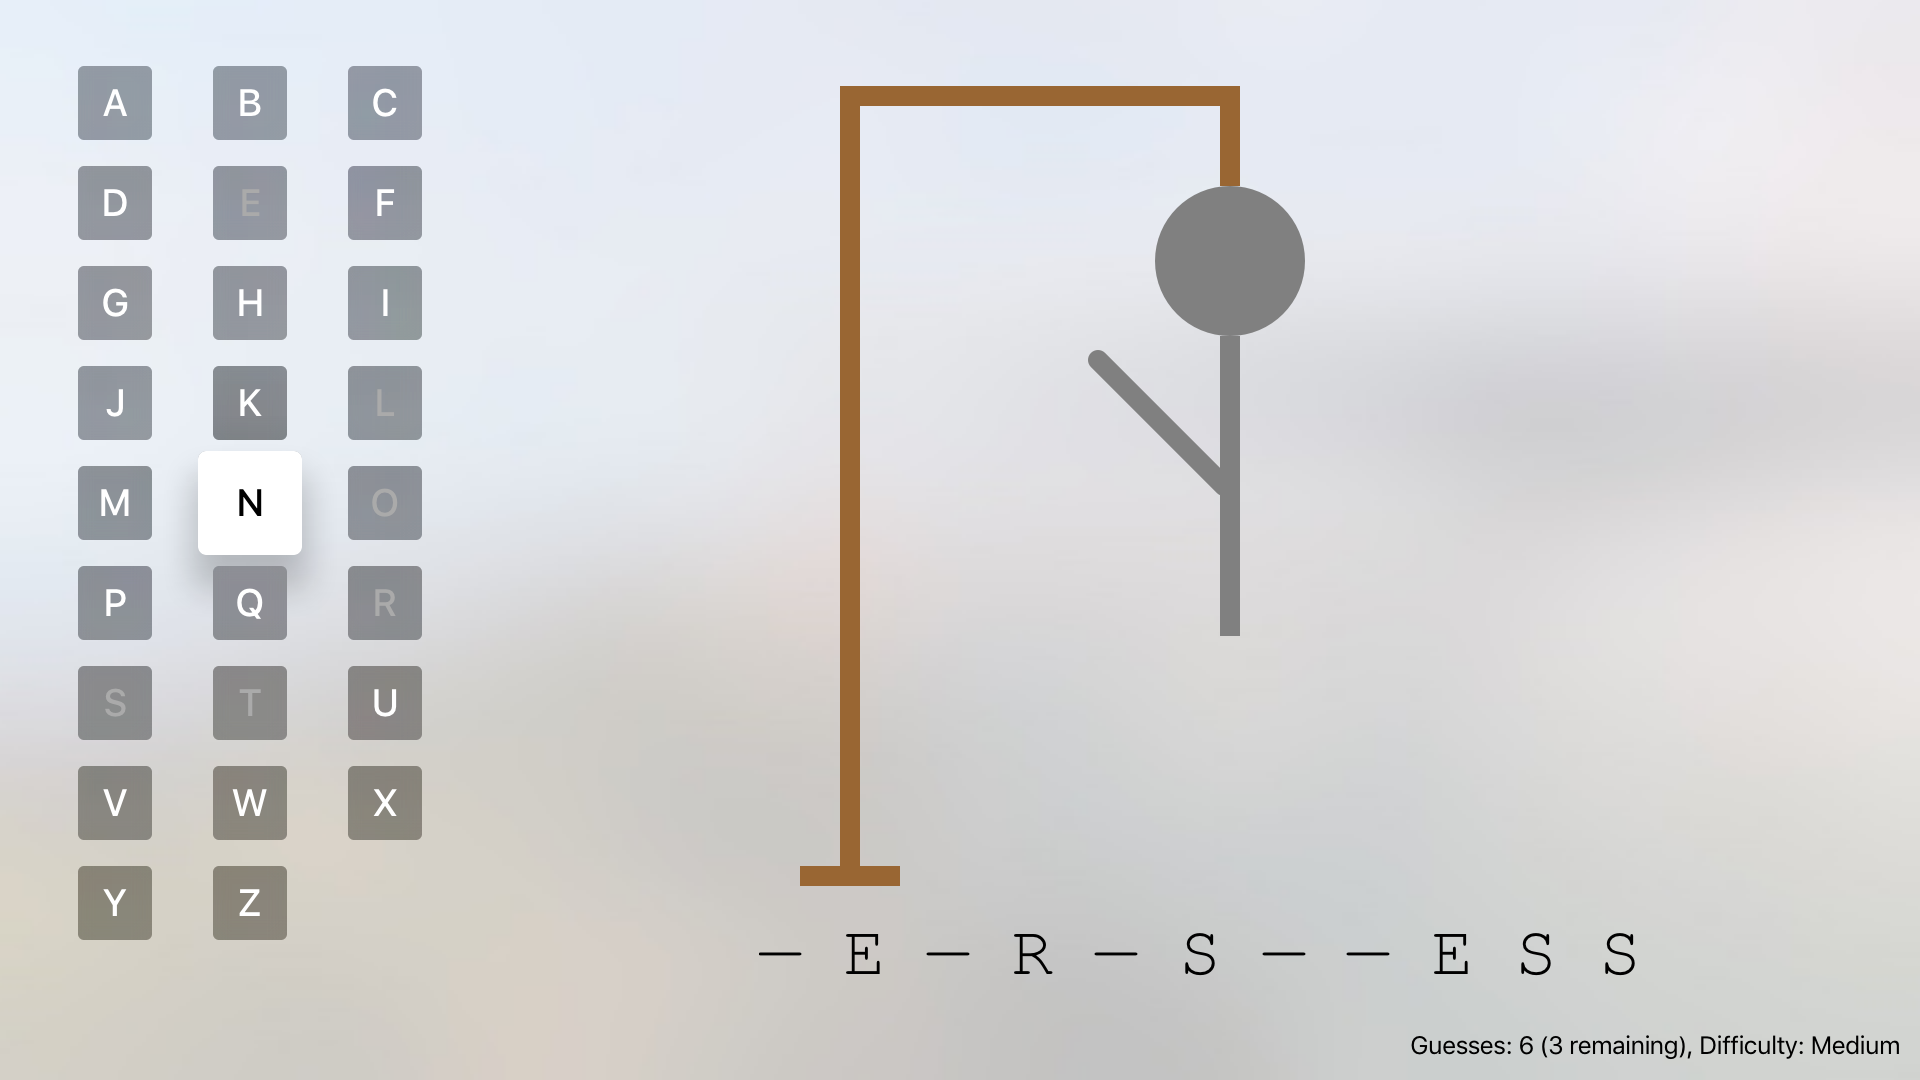 A B C
D E F
G H I
J K L
M N O
P Q R
S T U
V W X
Y Z
— E — R — S — — E S S
Guesses: 6 (3 remaining), Difficulty: Medium